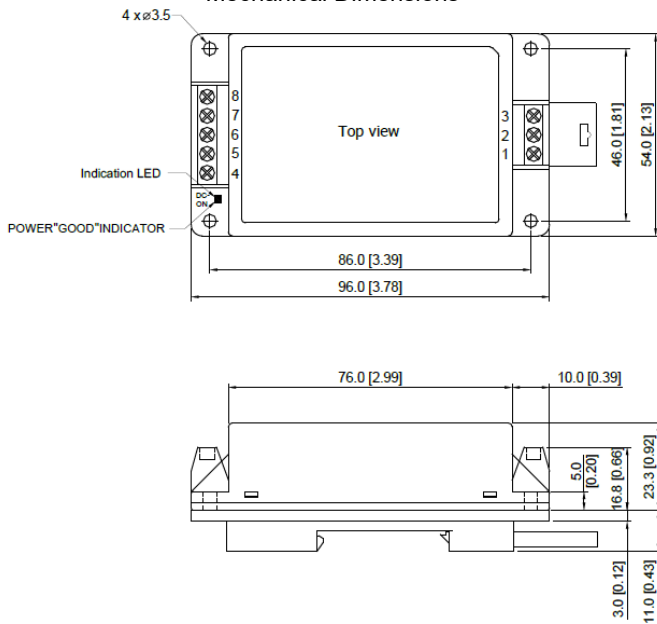 Mechanical Dimensions
4 xø3.5
8
7
6
5
4
3
2
1
Top view
Indication LED
DC-
ON
POWER"GOOD"INDICATOR
46.0 [1.81]
54.0 [2.13]
86.0 [3.39]
96.0 [3.78]
76.0 [2.99]
10.0 [0.39]
5.0
[0.20]
16.8 [0.66]
23.3 [0.92]
3.0 [0.12]
11.0 [0.43]